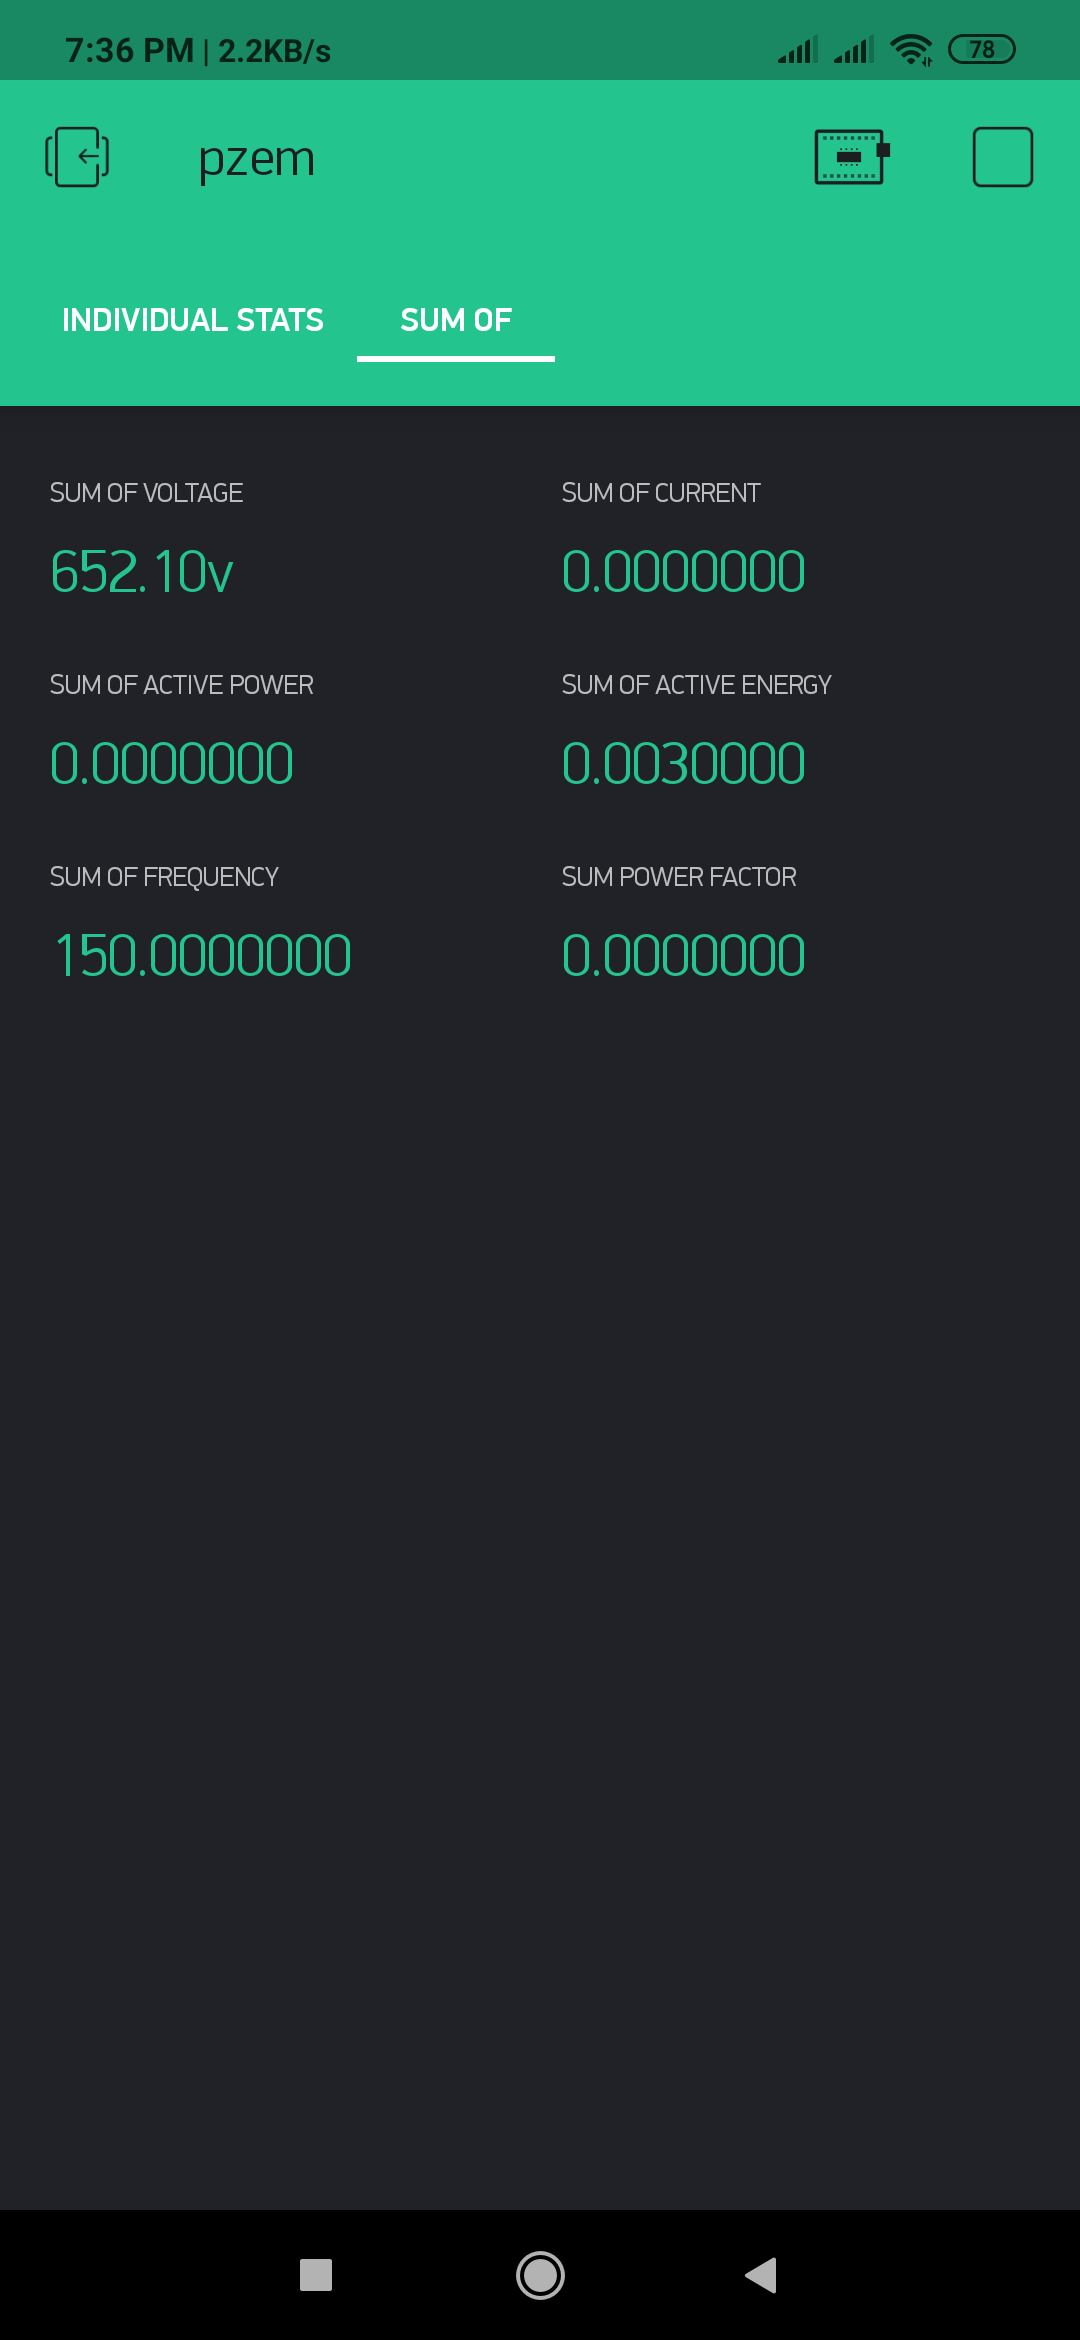 7:36 PM | 2.2KB/s 78
pzem
INDIVIDUAL STATS SUM OF
SUM OF VOLTAGE SUM OF CURRENT
652.10v 0.0000000
SUM OF ACTIVE POWER SUM OF ACTIVE ENERGY
0.0000000 0.0030000
SUM OF FREQUENCY SUM POWER FACTOR
150.0000000 0.0000000